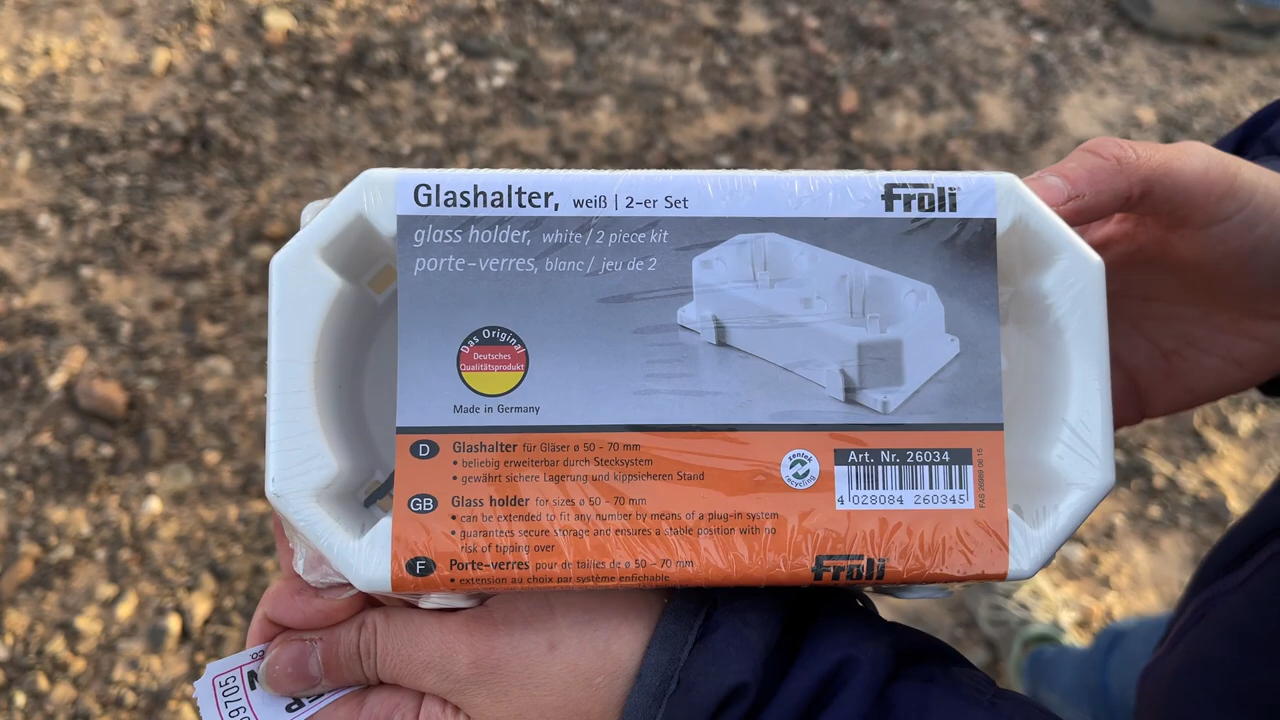 Glashalter, weiß | 2-er Set
froli
glass holder, white / 2 piece kit
porte-verres, blanc / jeu de 2
Das Original
Deutsches
Qualitätsprodukt
Made in Germany
D Glashalter für Gläser ø 50 - 70 mm
• beliebig erweiterbar durch Stecksystem
• gewährt sichere Lagerung und kippsicheren Stand
GB Glass holder for sizes ø 50 - 70 mm
• can be extended to fit any number by means of a plug-in system
• guarantees secure storage and ensures a stable position with no
risk of tipping over
F Porte-verres pour de tailles de ø 50 - 70 mm
• extension au choix par système enfichable
zentek
recycling
Art. Nr. 26034
4 028084 260345
froli
9705
CO.